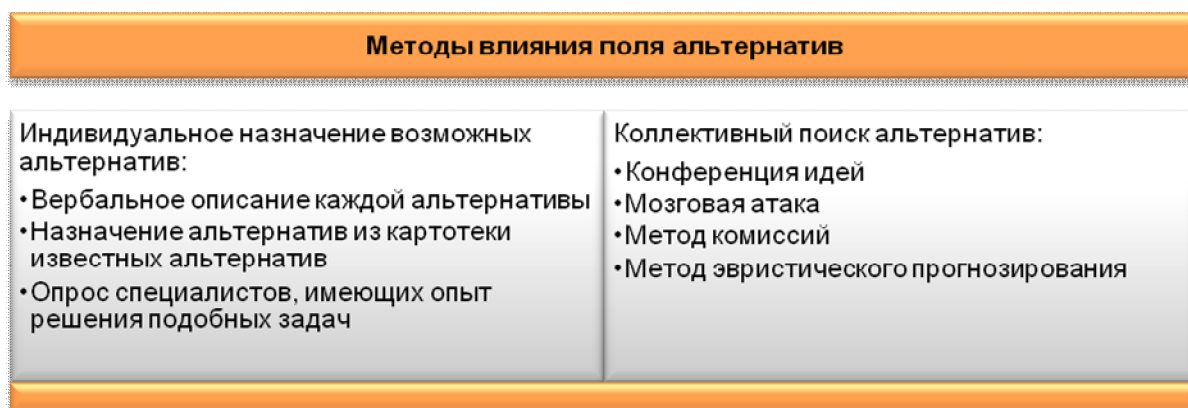 Методы влияния поля альтернатив
Индивидуальное назначение возможных
альтернатив:
•Вербальное описание каждой альтернативы
•Назначение альтернатив из картотеки
известных альтернатив
•Опрос специалистов, имеющих опыт
решения подобных задач
Коллективный поиск альтернатив:
•Конференция идей
•Мозговая атака
•Метод комиссий
•Метод эвристического прогнозирования